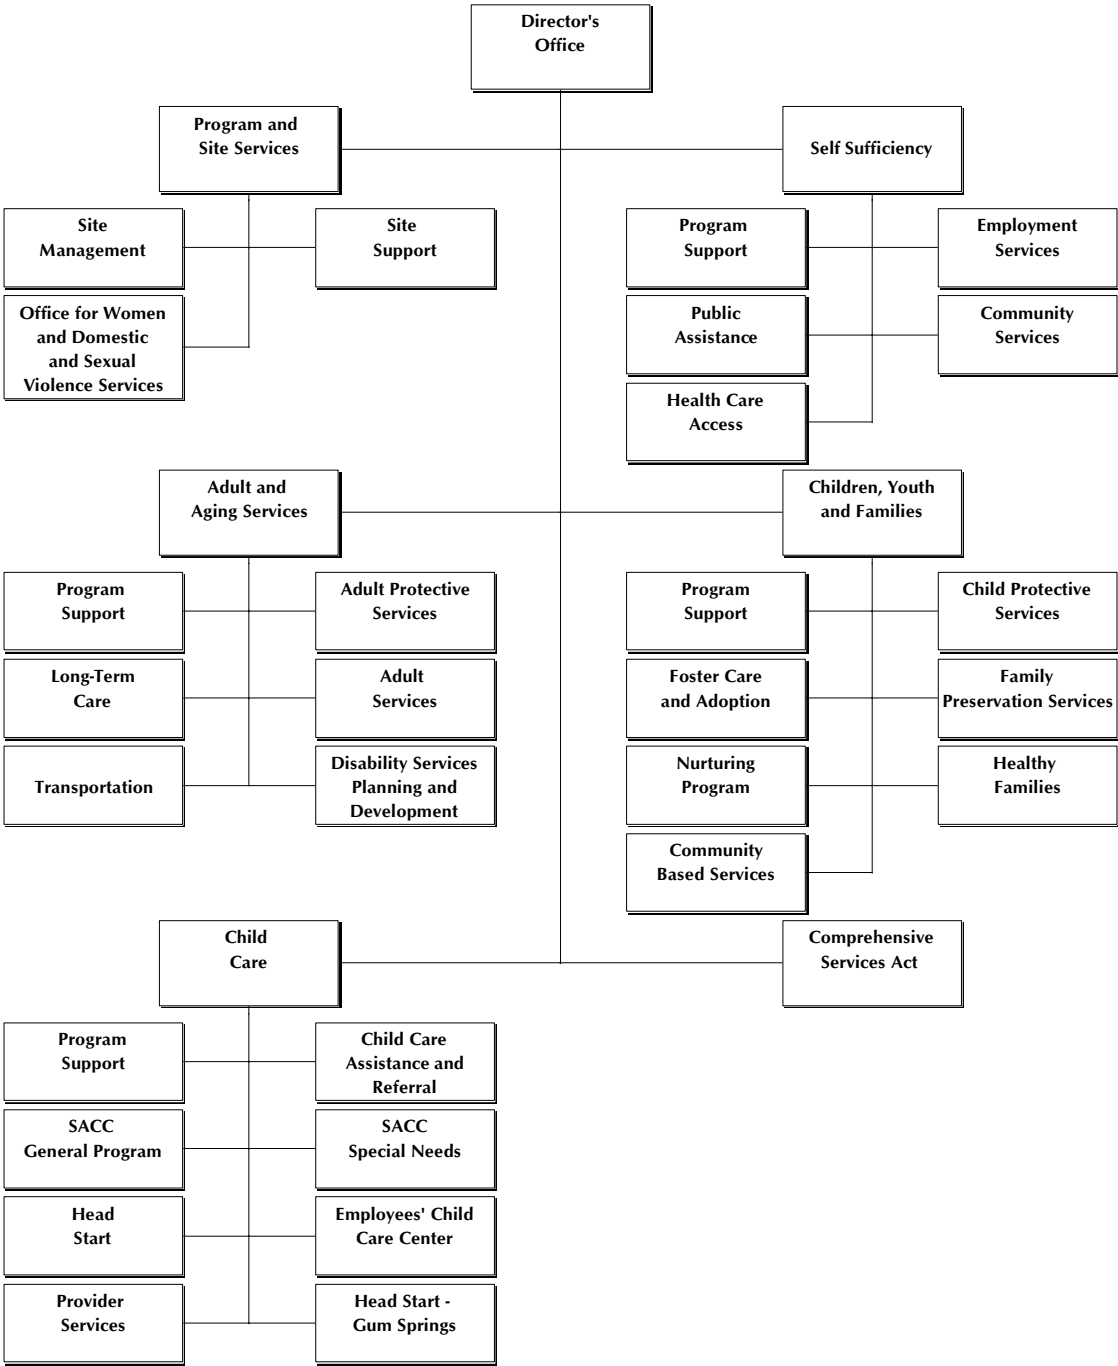 Director's
Office
Program and
Site Services
Self Sufficiency
Site
Management
Site
Support
Program
Support
Employment
Services
Office for Women
and Domestic
and Sexual
Violence Services
Public
Assistance
Community
Services
Health Care
Access
Adult and
Aging Services
Children, Youth
and Families
Program
Support
Adult Protective
Services
Program
Support
Child Protective
Services
Long-Term
Care
Adult
Services
Foster Care
and Adoption
Family
Preservation Services
Transportation
Disability Services
Planning and
Development
Nurturing
Program
Healthy
Families
Community
Based Services
Child
Care
Comprehensive
Services Act
Program
Support
Child Care
Assistance and
Referral
SACC
General Program
SACC
Special Needs
Head
Start
Employees' Child
Care Center
Provider
Services
Head Start -
Gum Springs